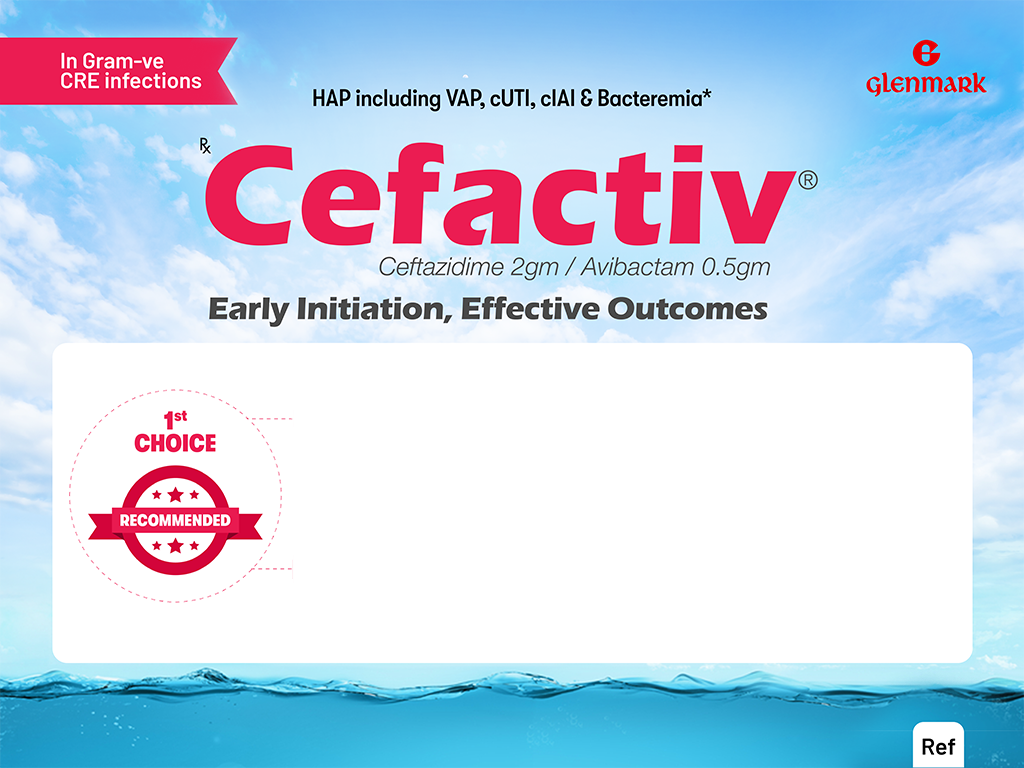 In Gram-ve
CRE infections
GLENMARK
HAP including VAP, cUTI, cIAI & Bacteremia*
℞
Cefactiv®
Ceftazidime 2gm / Avibactam 0.5gm
Early Initiation, Effective Outcomes
1st
CHOICE
RECOMMENDED
Ref